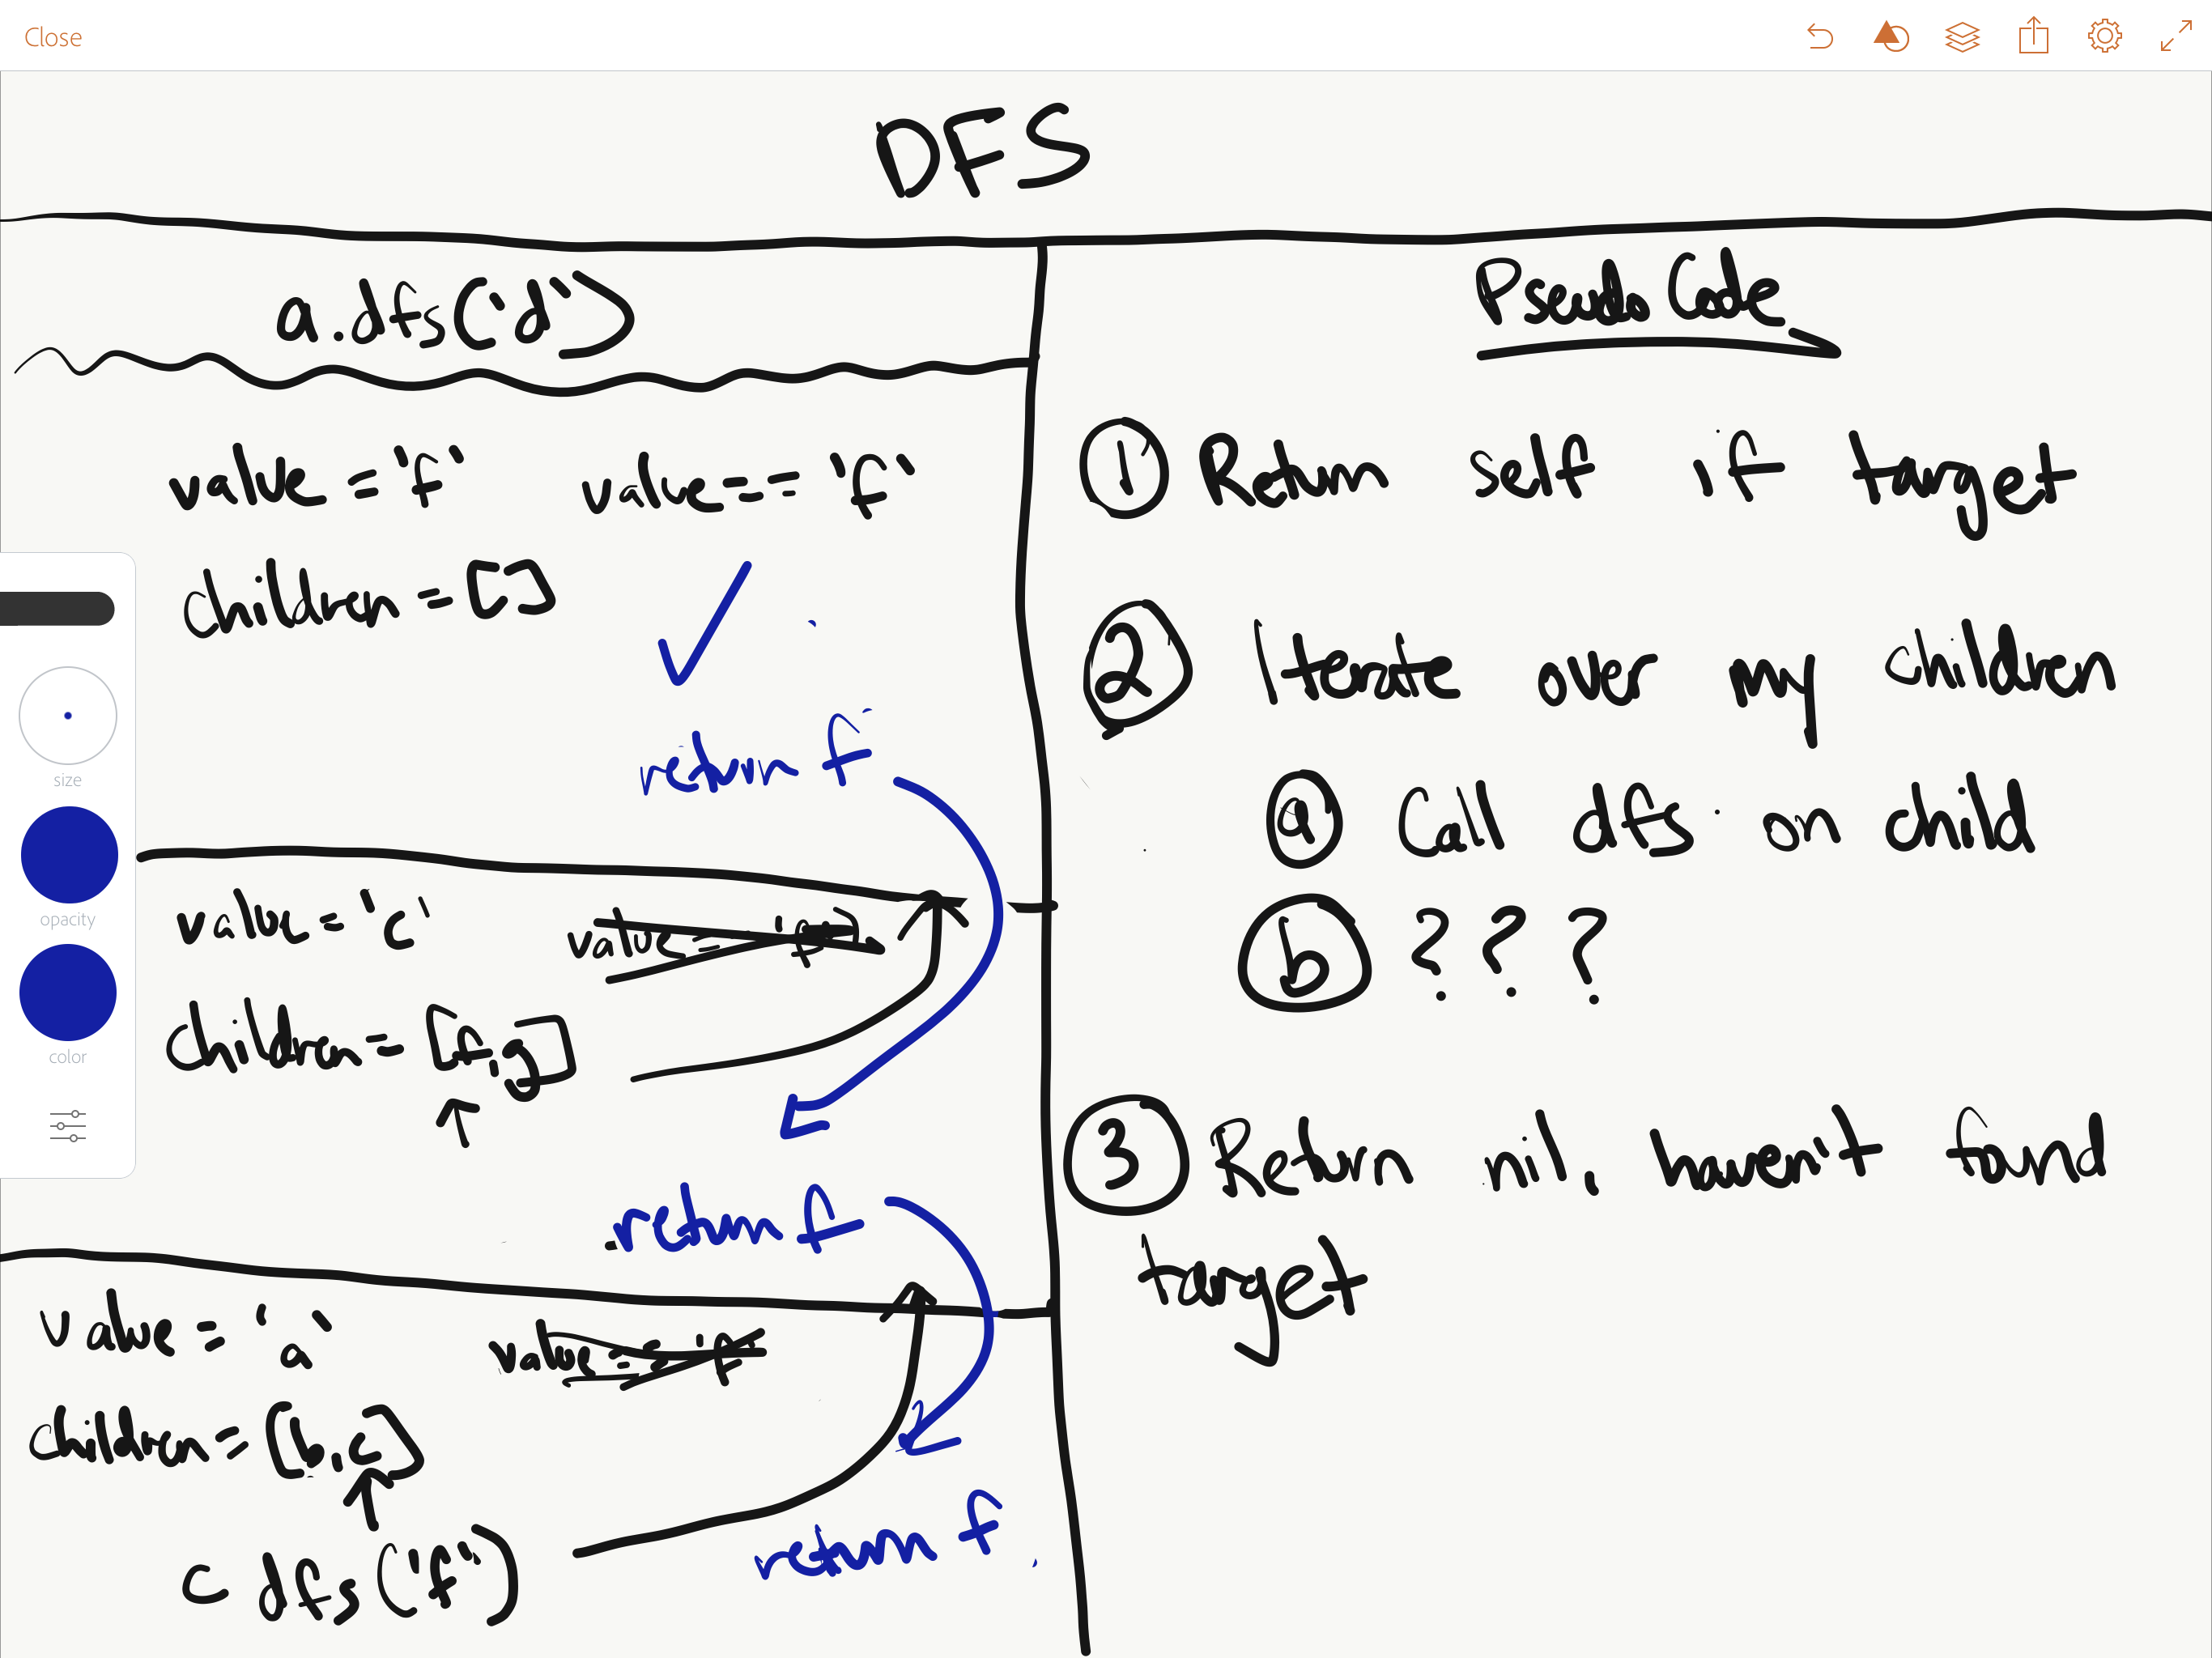 Close
DFS
a.dfs('d')
value = 'f' value == 'f'
children = []
return f
value = 'c' value == 'f'
children = [f,g]
return f
value = 'a' value == 'f'
children = [b,c]
c dfs('f')
return f
size
opacity
color
Pseudo Code
1 Return self if target
2 Iterate over my children
a Call dfs on child
b ? ? ?
3 Return nil, haven't found
target